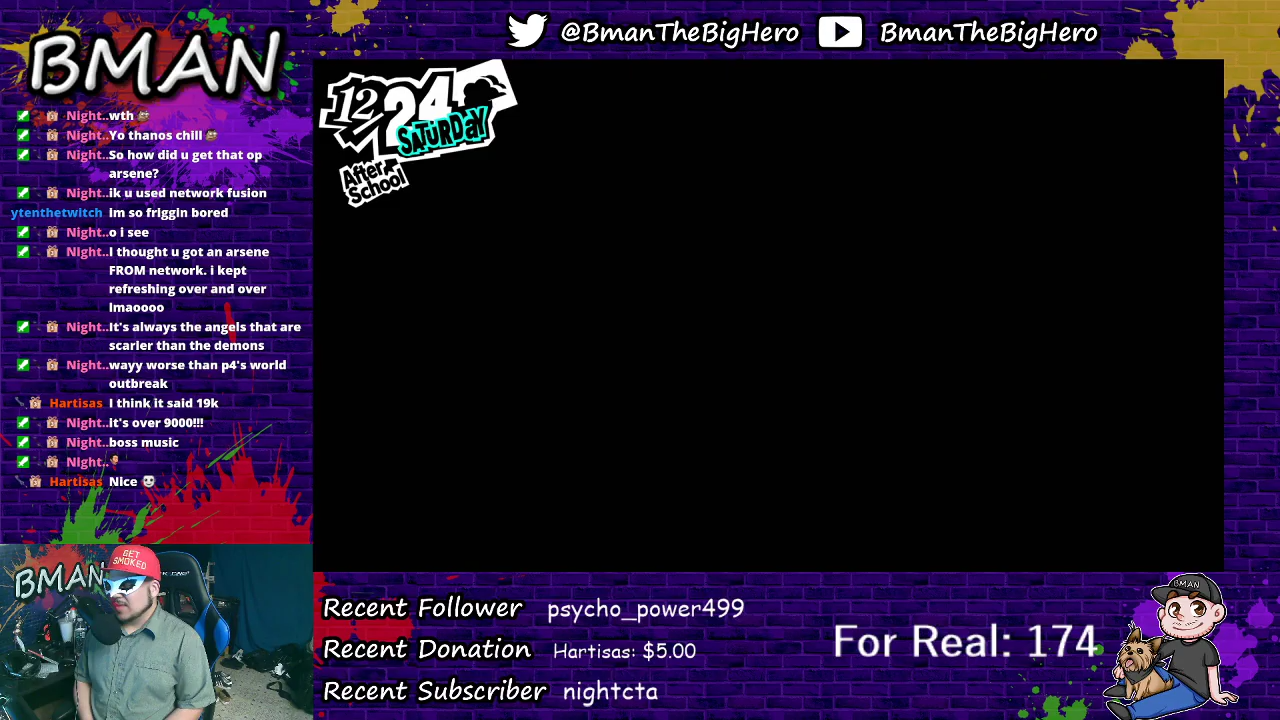 BMAN
@BmanTheBigHero
BmanTheBigHero
Night.. wth
Night.. Yo thanos chill
Night.. So how did u get that op
arsene?
Night.. ik u used network fusion
ytenthetwitch Im so friggin bored
Night.. o i see
Night.. I thought u got an arsene
FROM network. i kept
refreshing over and over
lmaoooo
Night.. It's always the angels that are
scarier than the demons
Night.. wayy worse than p4's world
outbreak
Hartisas I think it said 19k
Night.. it's over 9000!!!
Night.. boss music
Night..
Hartisas Nice
12 24
SATURDAY
After
School
BMAN
GET
SMOKED
Recent Follower psycho_power499
Recent Donation Hartisas: $5.00
Recent Subscriber nightcta
For Real: 174
BMAN